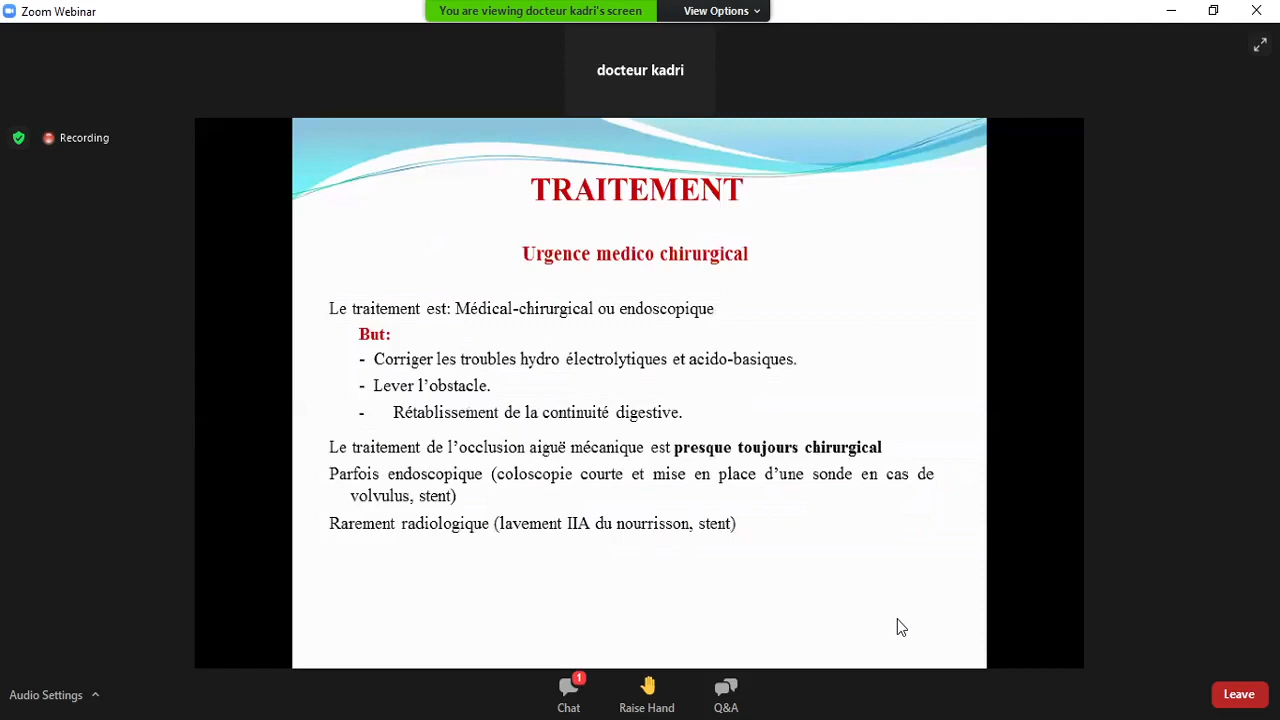 Zoom Webinar
You are viewing docteur kadri's screen
View Options
docteur kadri
Recording
TRAITEMENT
Urgence medico chirurgical
Le traitement est: Médical-chirurgical ou endoscopique
But:
- Corriger les troubles hydro électrolytiques et acido-basiques.
- Lever l’obstacle.
- Rétablissement de la continuité digestive.
Le traitement de l’occlusion aiguë mécanique est presque toujours chirurgical
Parfois endoscopique (coloscopie courte et mise en place d’une sonde en cas de
volvulus, stent)
Rarement radiologique (lavement IIA du nourrisson, stent)
Audio Settings
1
Chat
Raise Hand
Q&A
Leave